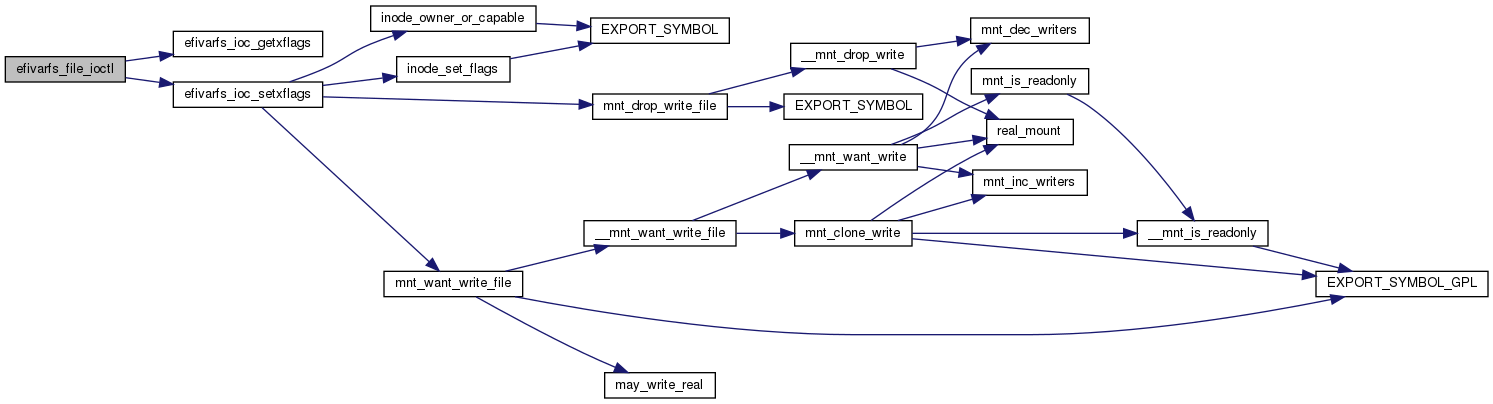 efivarfs_file_ioctl
efivarfs_ioc_getxflags
efivarfs_ioc_setxflags
inode_owner_or_capable
inode_set_flags
EXPORT_SYMBOL
mnt_drop_write_file
__mnt_drop_write
EXPORT_SYMBOL
mnt_dec_writers
mnt_is_readonly
real_mount
__mnt_want_write
mnt_inc_writers
__mnt_want_write_file
mnt_clone_write
__mnt_is_readonly
mnt_want_write_file
EXPORT_SYMBOL_GPL
may_write_real